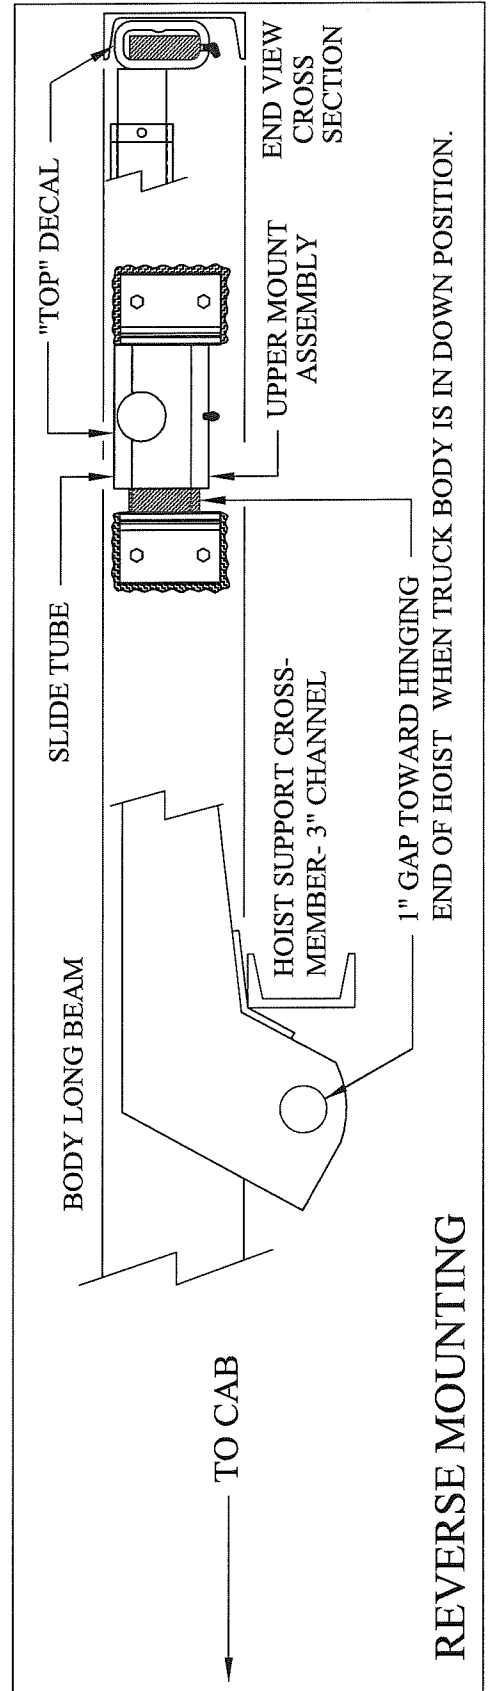 "TOP" DECAL
SLIDE TUBE
BODY LONG BEAM
END VIEW
CROSS
SECTION
UPPER MOUNT
ASSEMBLY
HOIST SUPPORT CROSS-
MEMBER- 3" CHANNEL
TO CAB
1" GAP TOWARD HINGING
END OF HOIST WHEN TRUCK BODY IS IN DOWN POSITION.
REVERSE MOUNTING